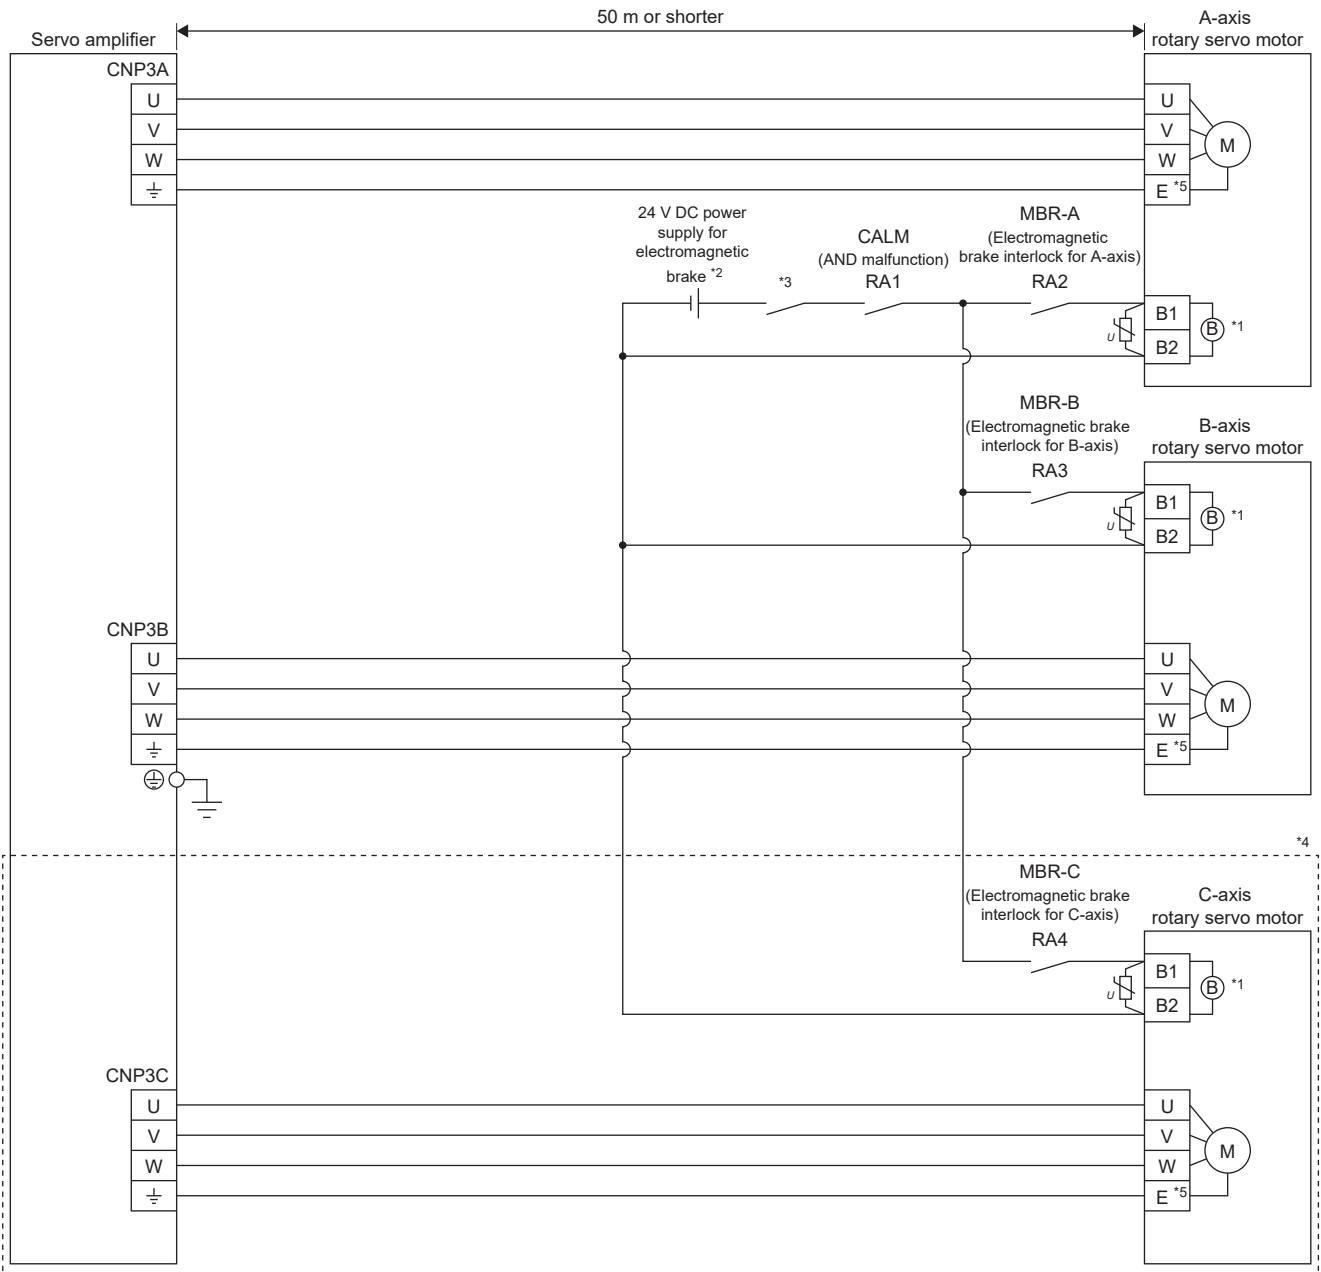 50 m or shorter
A-axis
rotary servo motor
Servo amplifier
CNP3A
U
V
W
U
V
W
E *5
M
24 V DC power
supply for
electromagnetic
brake *2
*3
CALM
(AND malfunction)
RA1
MBR-A
(Electromagnetic
brake interlock for A-axis)
RA2
U
B1
B2
B
*1
MBR-B
(Electromagnetic brake
interlock for B-axis)
RA3
B-axis
rotary servo motor
U
B1
B2
B
*1
CNP3B
U
V
W
U
V
W
E *5
M
*4
MBR-C
(Electromagnetic brake
interlock for C-axis)
RA4
C-axis
rotary servo motor
U
B1
B2
B
*1
CNP3C
U
V
W
U
V
W
E *5
M